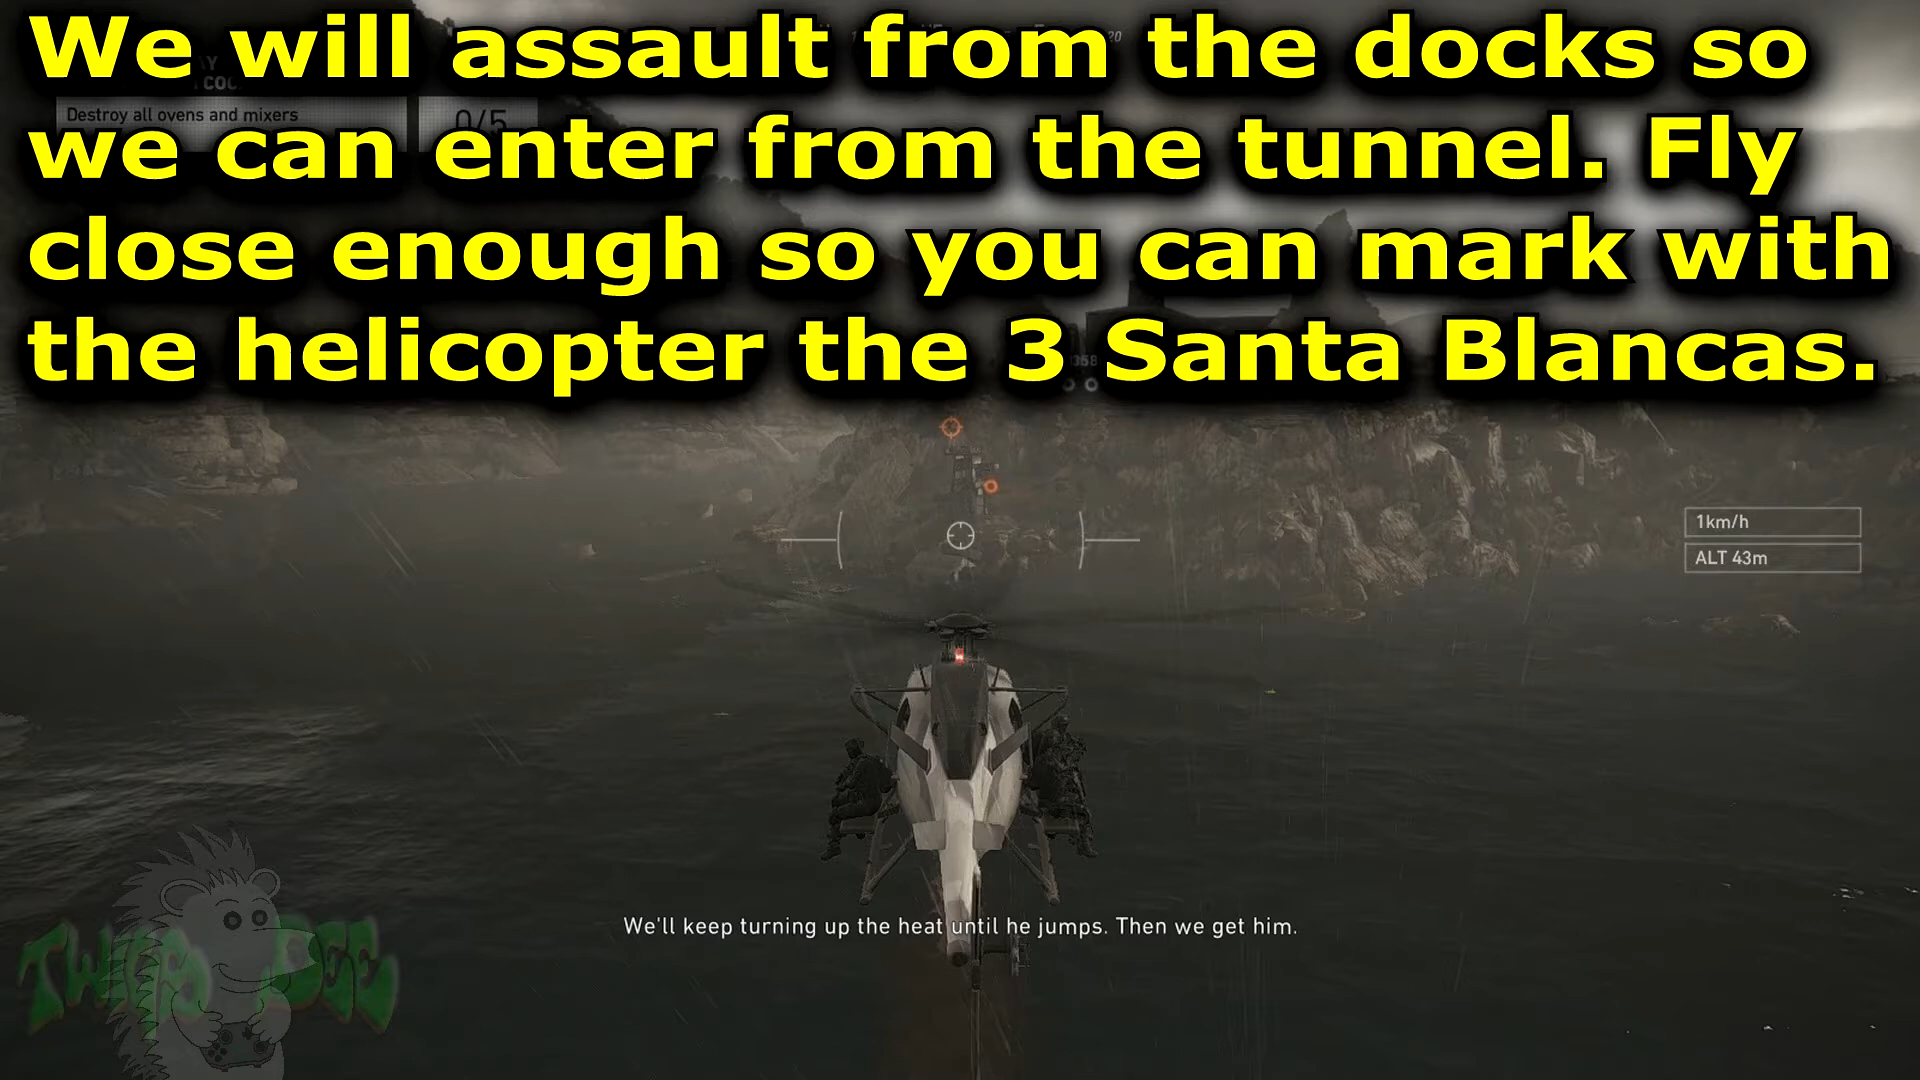 We will assault from the docks so
we can enter from the tunnel. Fly
close enough so you can mark with
the helicopter the 3 Santa Blancas.
Destroy all ovens and mixers
0/5
20
358
1km/h
ALT 43m
We'll keep turning up the heat until he jumps. Then we get him.